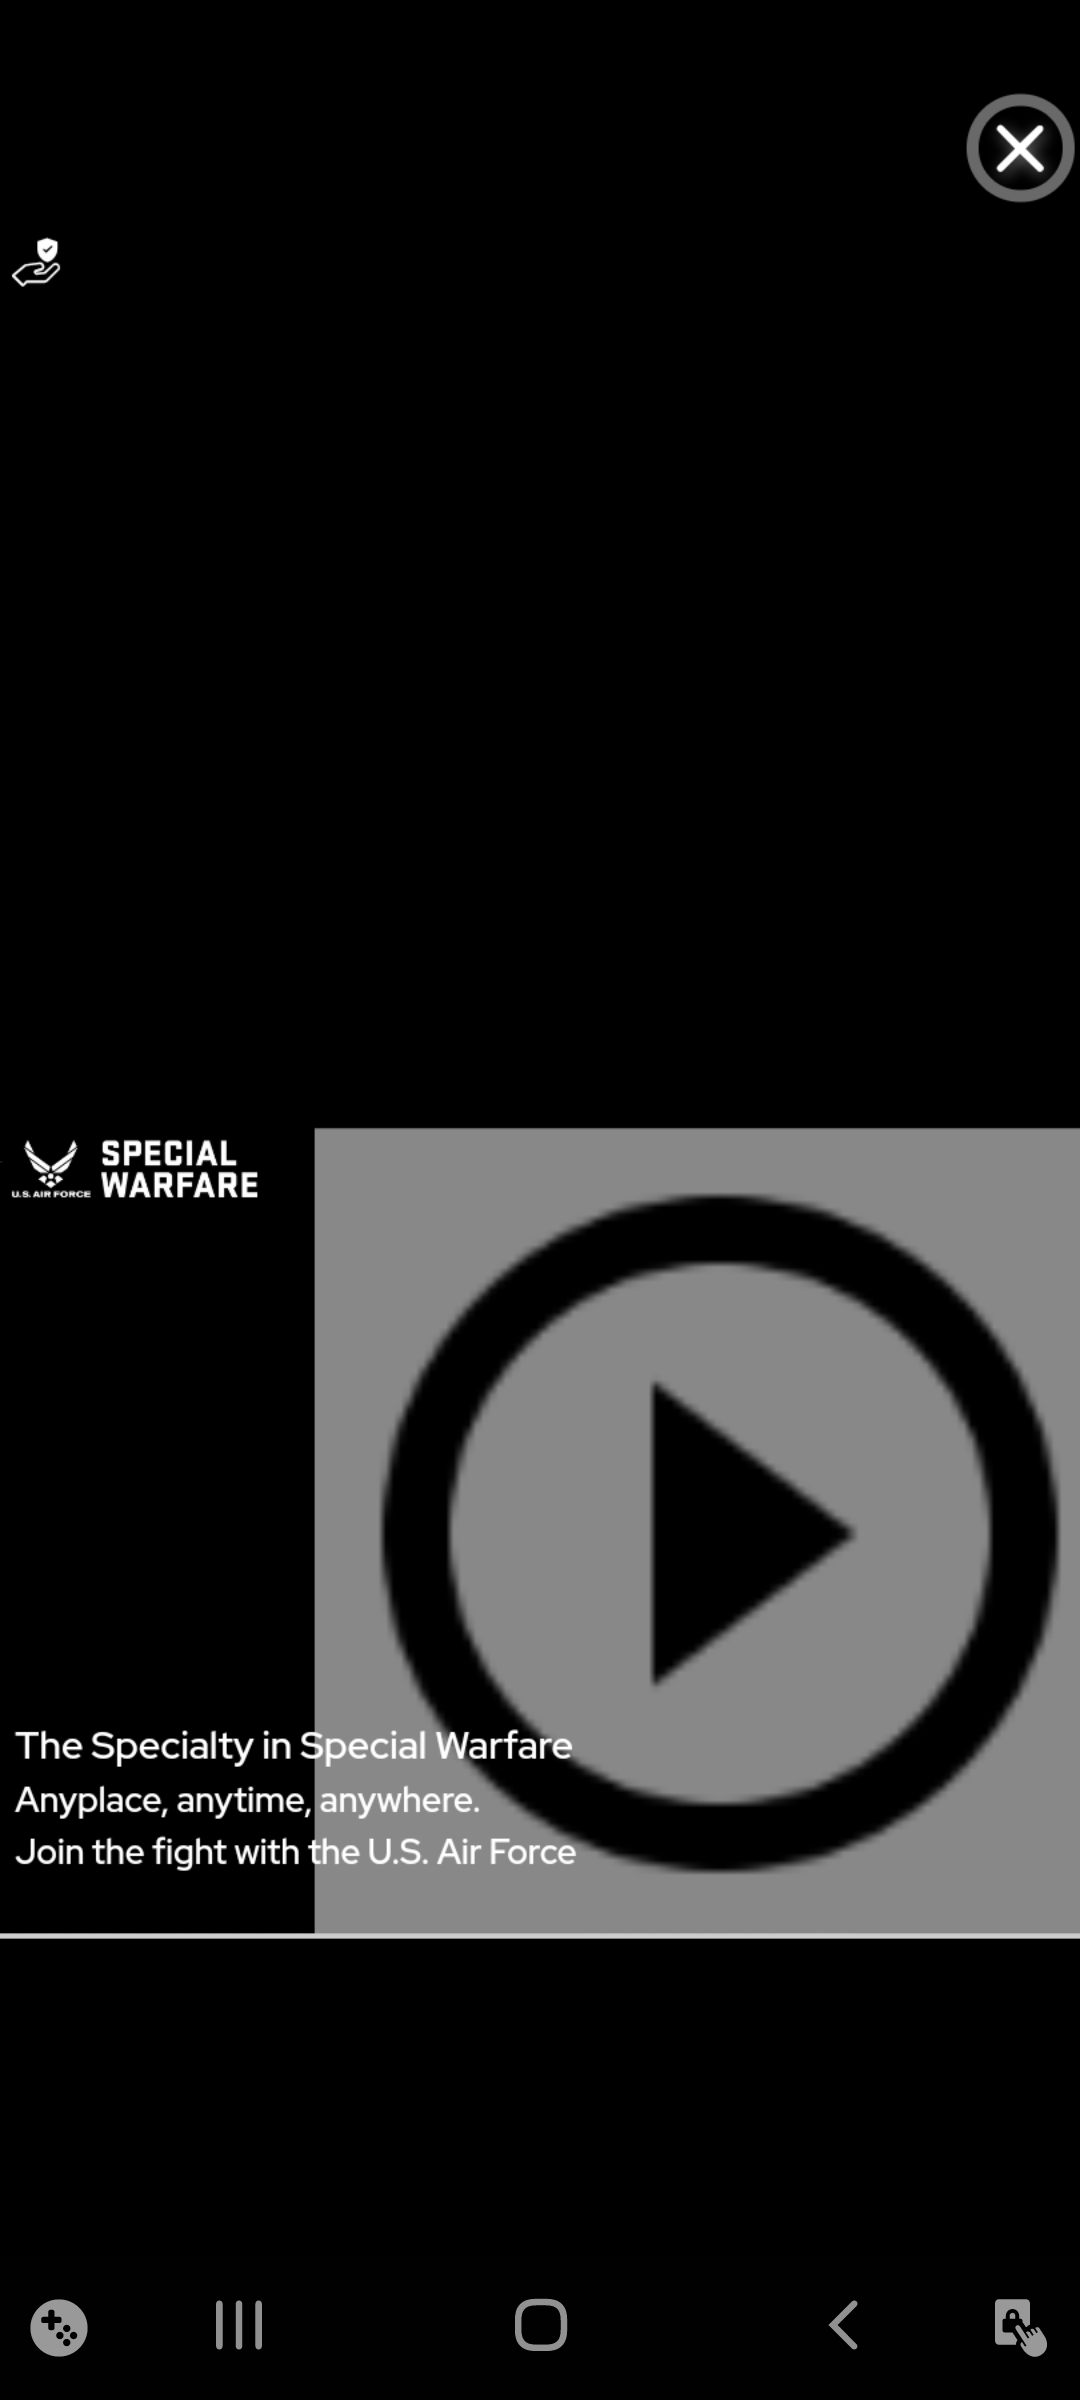 U.S. AIR FORCE
SPECIAL
WARFARE
The Specialty in Special Warfare
Anyplace, anytime, anywhere.
Join the fight with the U.S. Air Force